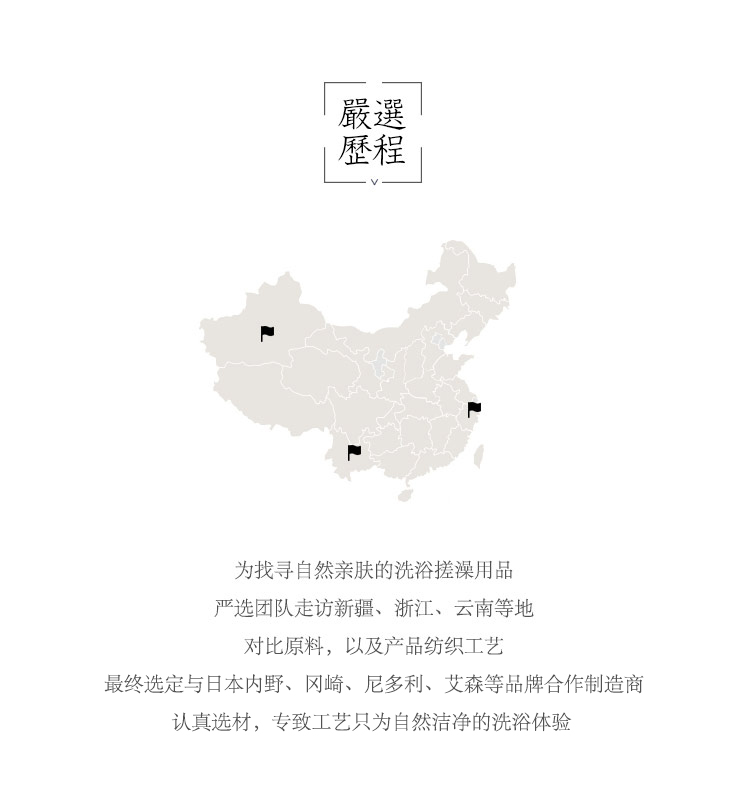 嚴選
歷程
为找寻自然亲肤的洗浴搓澡用品
严选团队走访新疆、浙江、云南等地
对比原料，以及产品纺织工艺
最终选定与日本内野、冈崎、尼多利、艾森等品牌合作制造商
认真选材，专致工艺只为自然洁净的洗浴体验